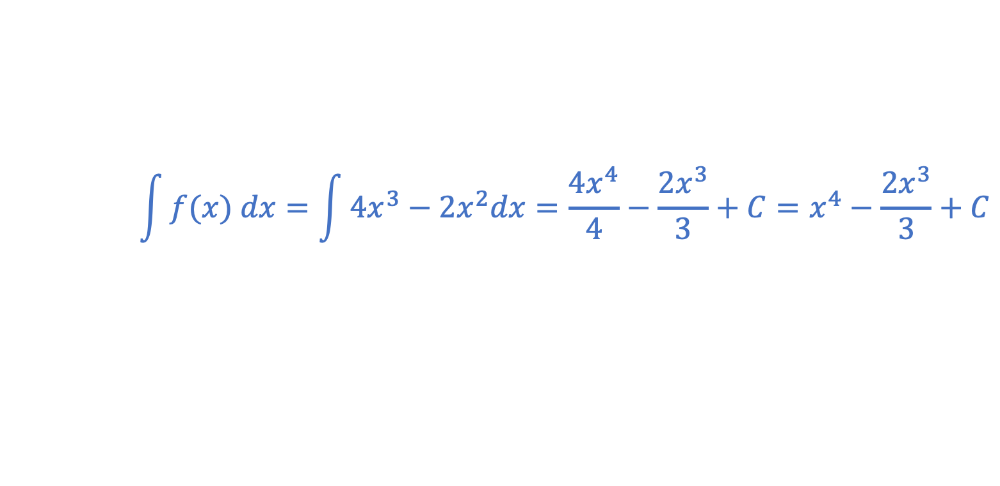 ∫ f(x) dx = ∫ 4x³ − 2x²dx = 4x⁴/4 − 2x³/3 + C = x⁴ − 2x³/3 + C